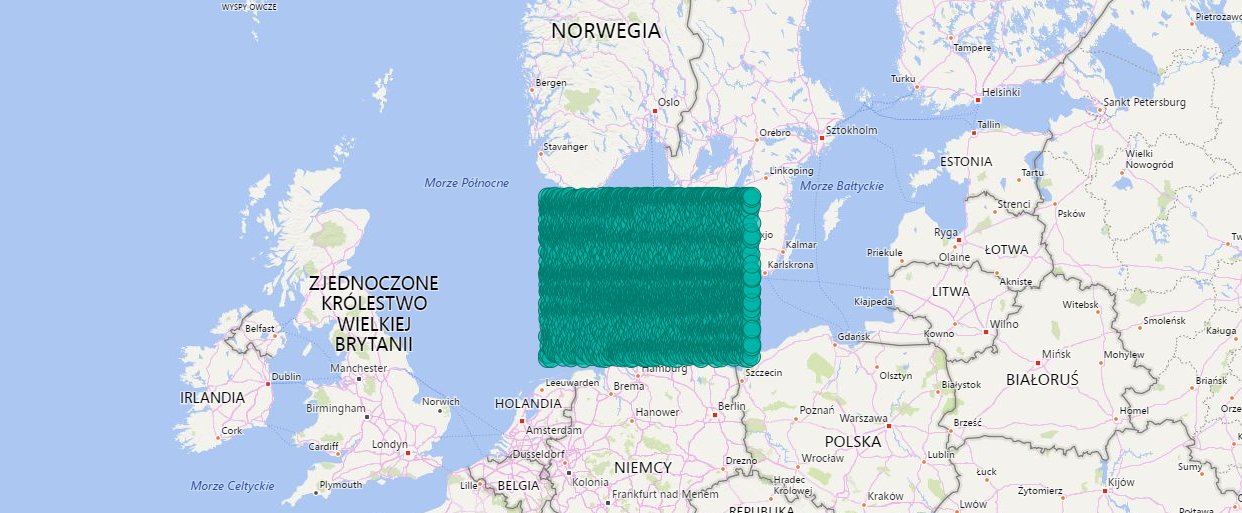 WYSPY OWCZE
NORWEGIA
Pietrozawo
Tampere
Bergen
Turku
Helsinki
Oslo
Sankt Petersburg
Orebro
Sztokholm
Tallin
Stavanger
ESTONIA
Wielki
Nowogród
Linkoping
Tartu
Morze Północne
Morze Bałtyckie
Strenci
Psków
Ryga
xjo
Kalmar
Priekule
Olaine
ŁOTWA
Tw
Karlskrona
ZJEDNOCZONE
KRÓLESTWO
WIELKIEJ
BRYTANII
Akniste
LITWA
Kłajpeda
Witebsk
Belfast
Kowno
Wilno
Smoleńsk
Kaługa
Gdańsk
Manchester
Hamburg
Mińsk
Mohylew
Dublin
Leeuwarden
Brema
Szczecin
Olsztyn
Białystok
BIAŁORUŚ
Briańsk
IRLANDIA
Birmingham
Norwich
HOLANDIA
Hanower
Berlin
Poznań
Warszawa
Homel
Orze
Cork
Amsterdam
Brześć
Cardiff
Londyn
POLSKA
Dusseldorf
Drezno
Wrocław
Lublin
NIEMCY
Łuck
Sumy
Morze Celtyckie
Plymouth
Lille
BELGIA
Kolonia
Hradec
Królowej
Żytomierz
Kijów
Frankfurt nad Menem
Kraków
Lwów
REPUBLIKA
Połtawa